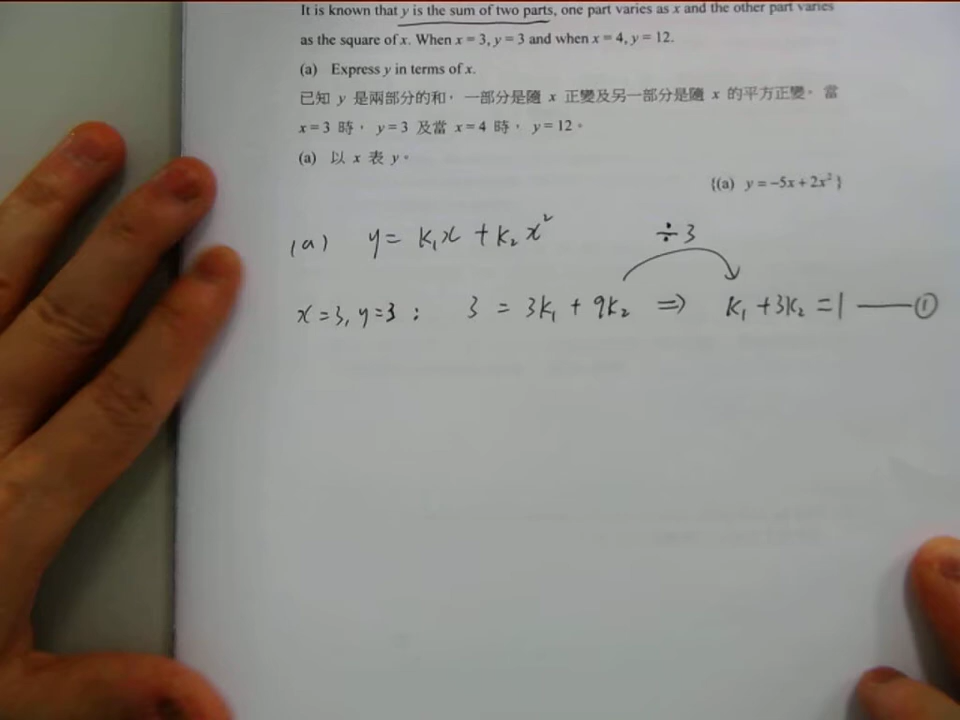 It is known that y is the sum of two parts, one part varies as x and the other part varies
as the square of x. When x = 3, y = 3 and when x = 4, y = 12.
(a) Express y in terms of x.
已知 y 是兩部分的和，一部分是隨 x 正變及另一部分是隨 x 的平方正變。當
x = 3 時，y = 3 及當 x = 4 時，y = 12。
(a) 以 x 表 y。
{(a) y = –5x + 2x² }
(a) y = k₁x + k₂x²
÷3
x = 3, y = 3 : 3 = 3k₁ + 9k₂ ⇒ k₁ + 3k₂ = 1 —— ①